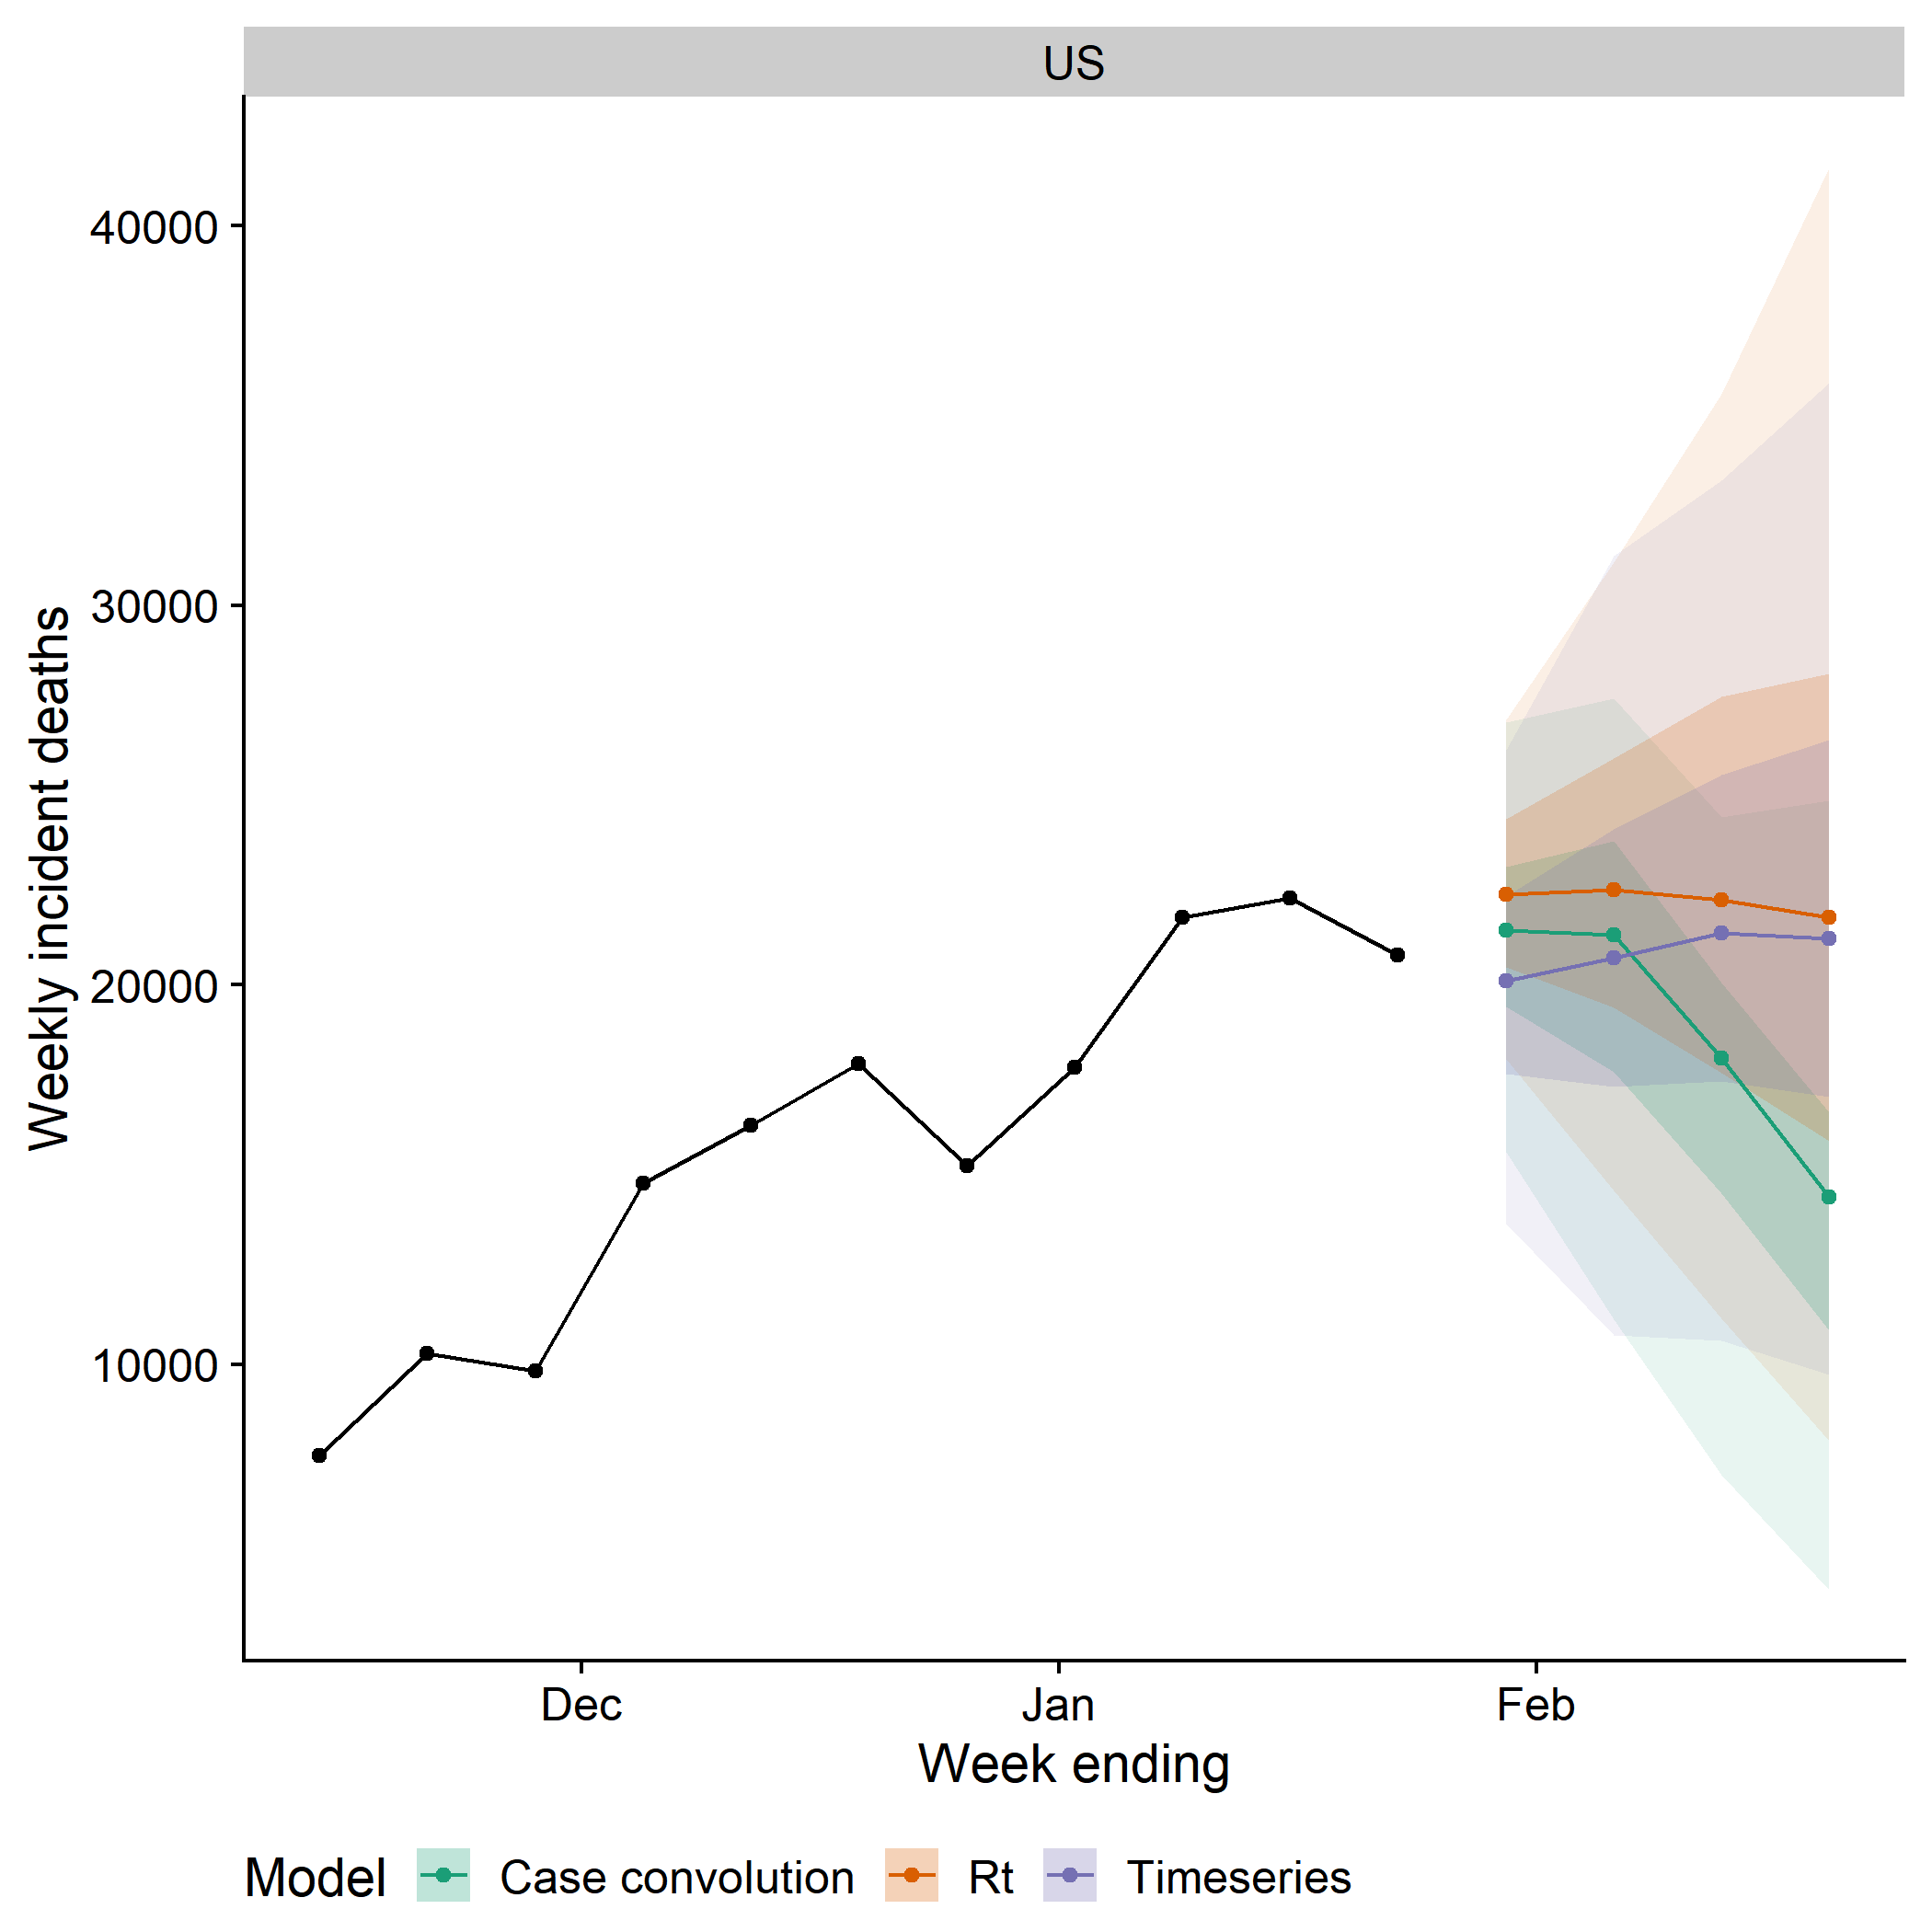 US
Weekly incident deaths
40000
30000
20000
10000
Dec Jan Feb
Week ending
Model Case convolution Rt Timeseries